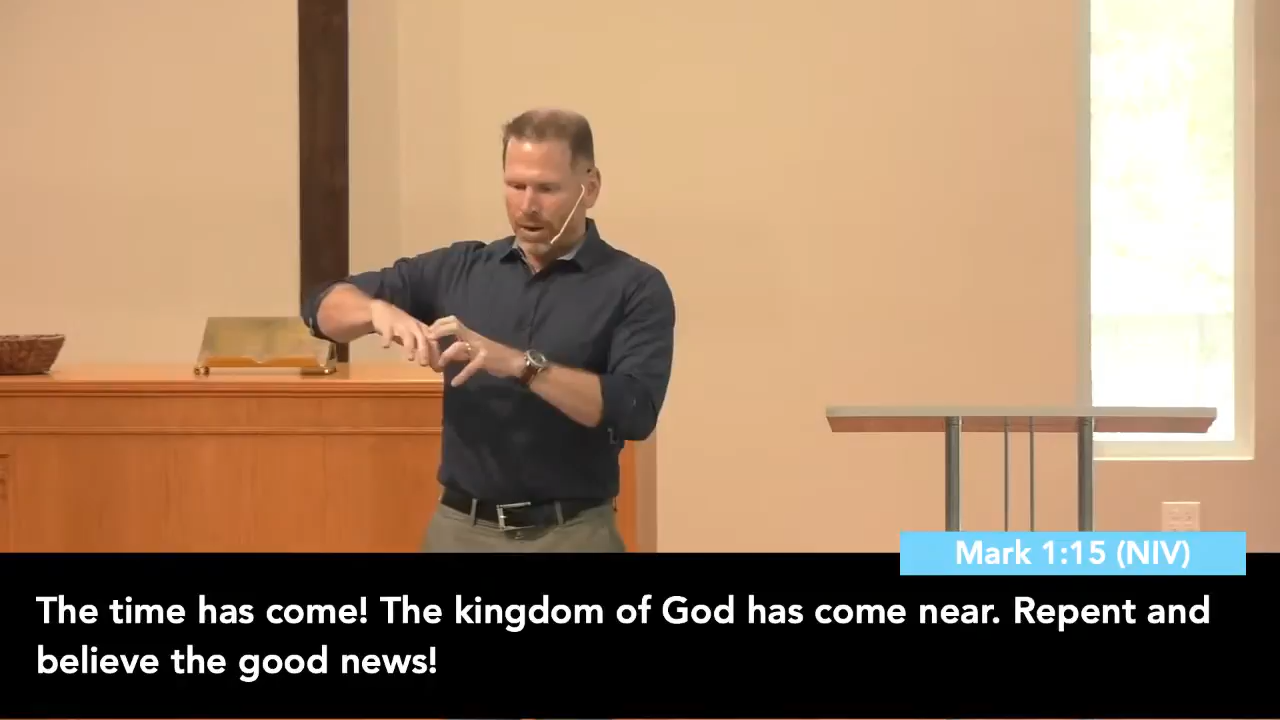 Mark 1:15 (NIV)
The time has come! The kingdom of God has come near. Repent and
believe the good news!